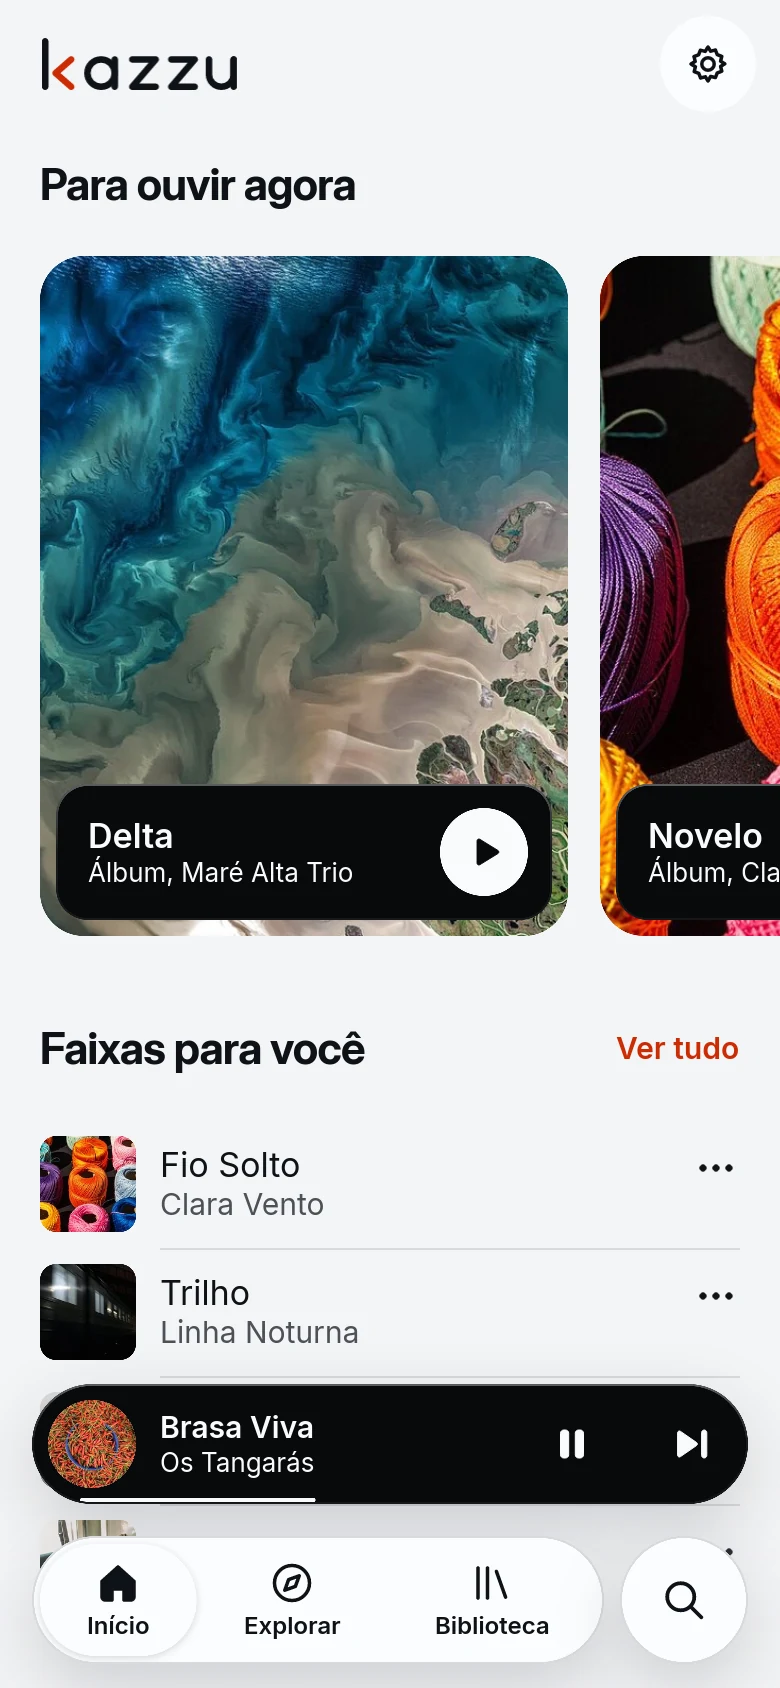 kazzu
Para ouvir agora
Delta
Álbum, Maré Alta Trio
Novelo
Álbum, Cla
Faixas para você
Ver tudo
Fio Solto
Clara Vento
Trilho
Linha Noturna
Brasa Viva
Os Tangarás
Início
Explorar
Biblioteca